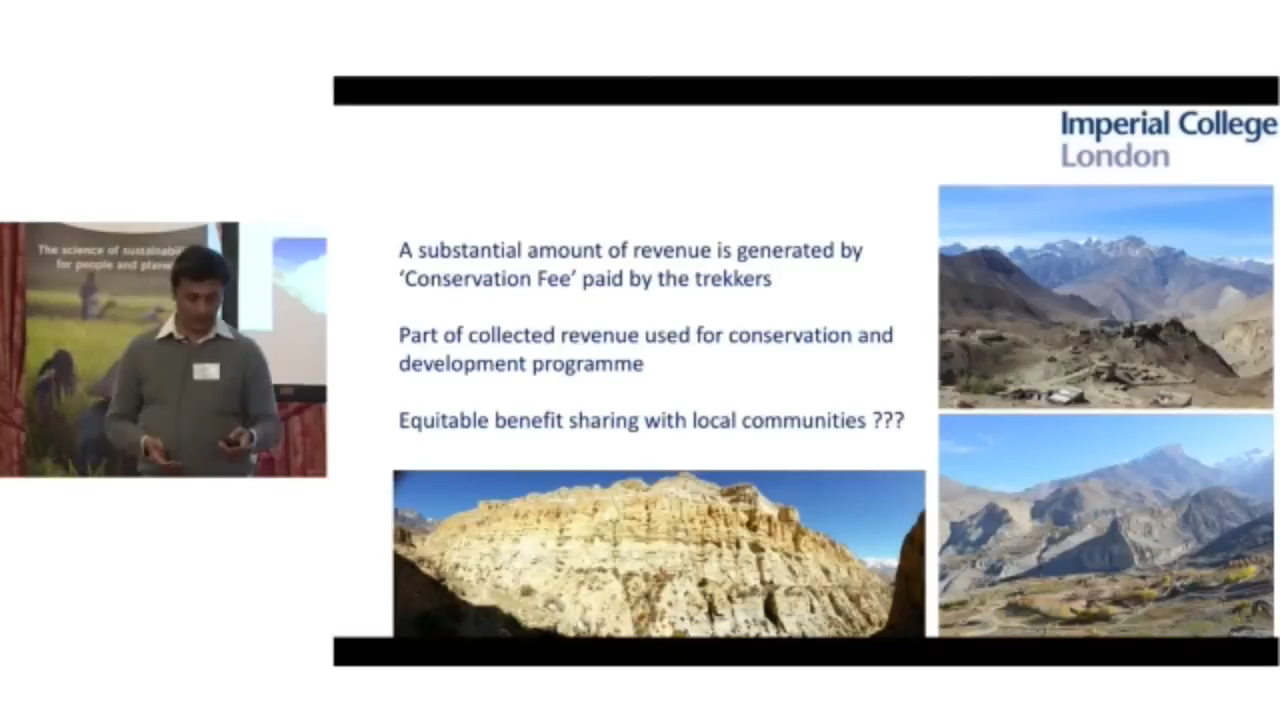 Imperial College
London
The science of sustainabi
for people and plane
A substantial amount of revenue is generated by
‘Conservation Fee’ paid by the trekkers
Part of collected revenue used for conservation and
development programme
Equitable benefit sharing with local communities ???